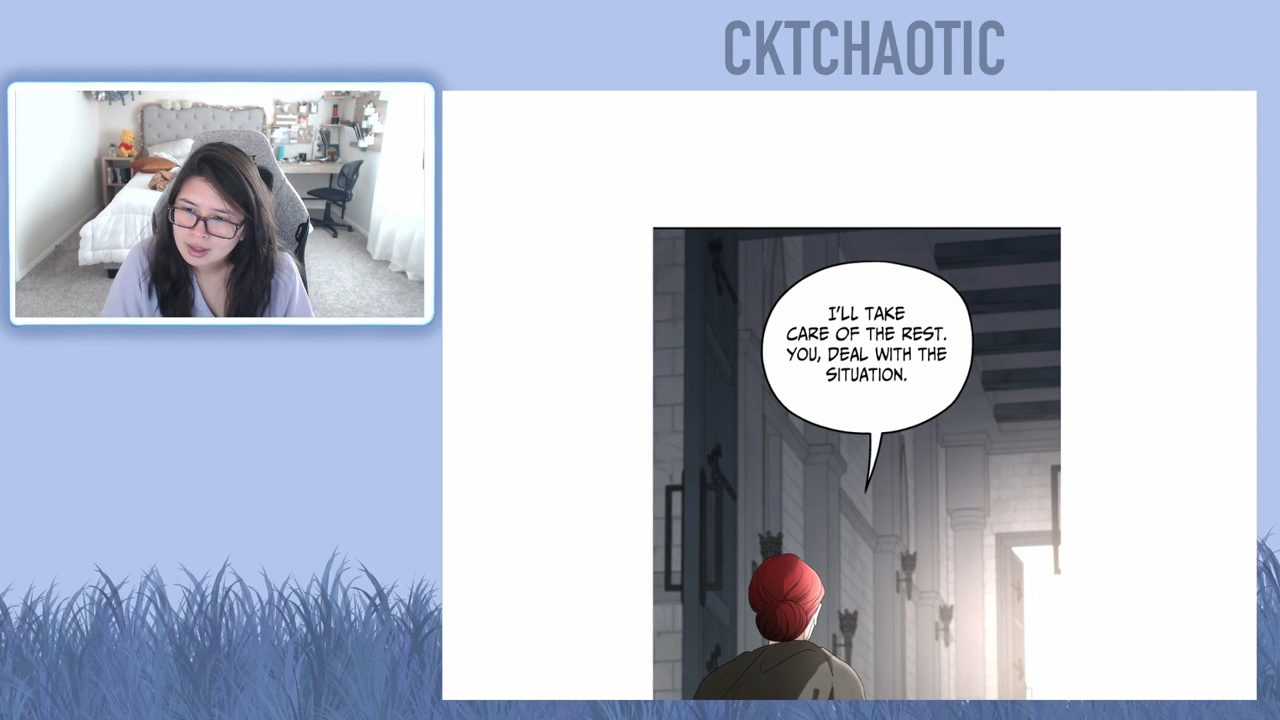 CKTCHAOTIC
I'LL TAKE
CARE OF THE REST.
YOU, DEAL WITH THE
SITUATION.